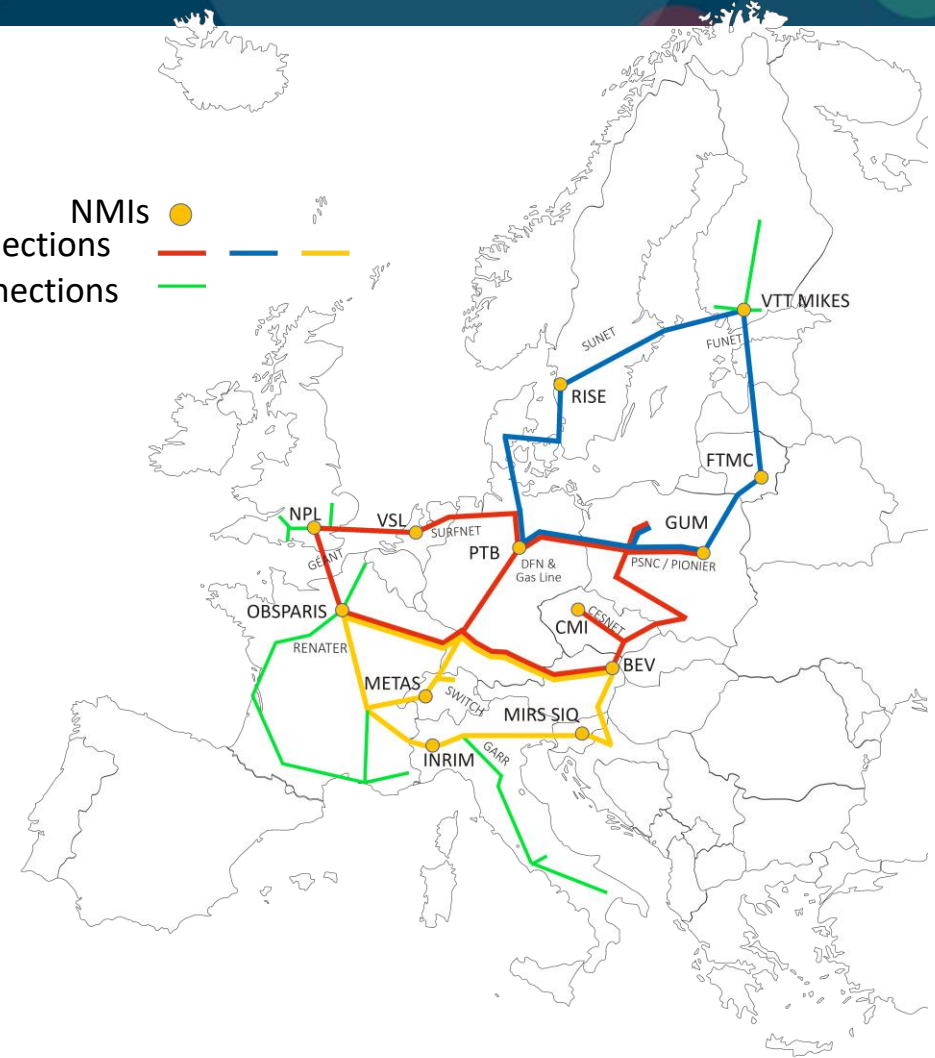 NMIs
ections
nections
VTT MIKES
SUNET
FUNET
RISE
FTMC
NPL
VSL
SURFNET
GUM
PTB
DFN &
Gas Line
PSNC / PIONIER
GÉANT
OBSPARIS
CESNET
CMI
RENATER
BEV
METAS
SWITCH
MIRS SIQ
GARR
INRIM